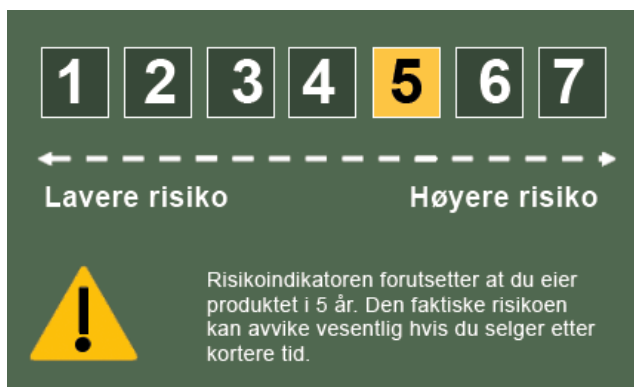 1 2 3 4 5 6 7
Lavere risiko Høyere risiko
Risikoindikatoren forutsetter at du eier
produktet i 5 år. Den faktiske risikoen
kan avvike vesentlig hvis du selger etter
kortere tid.